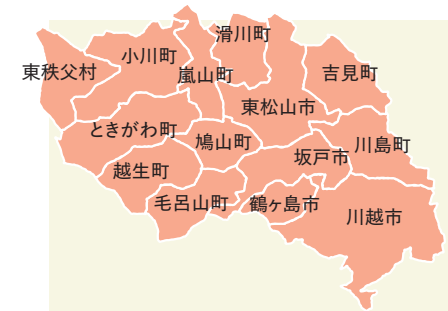 滑川町
小川町
東秩父村
嵐山町
吉見町
東松山市
ときがわ町
鳩山町
川島町
坂戸市
越生町
毛呂山町
鶴ヶ島市
川越市